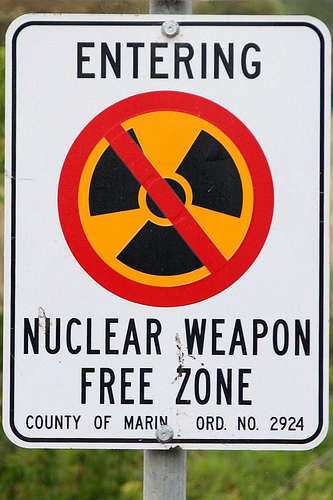 ENTERING
NUCLEAR WEAPON
FREE ZONE
COUNTY OF MARIN ORD. NO. 2924